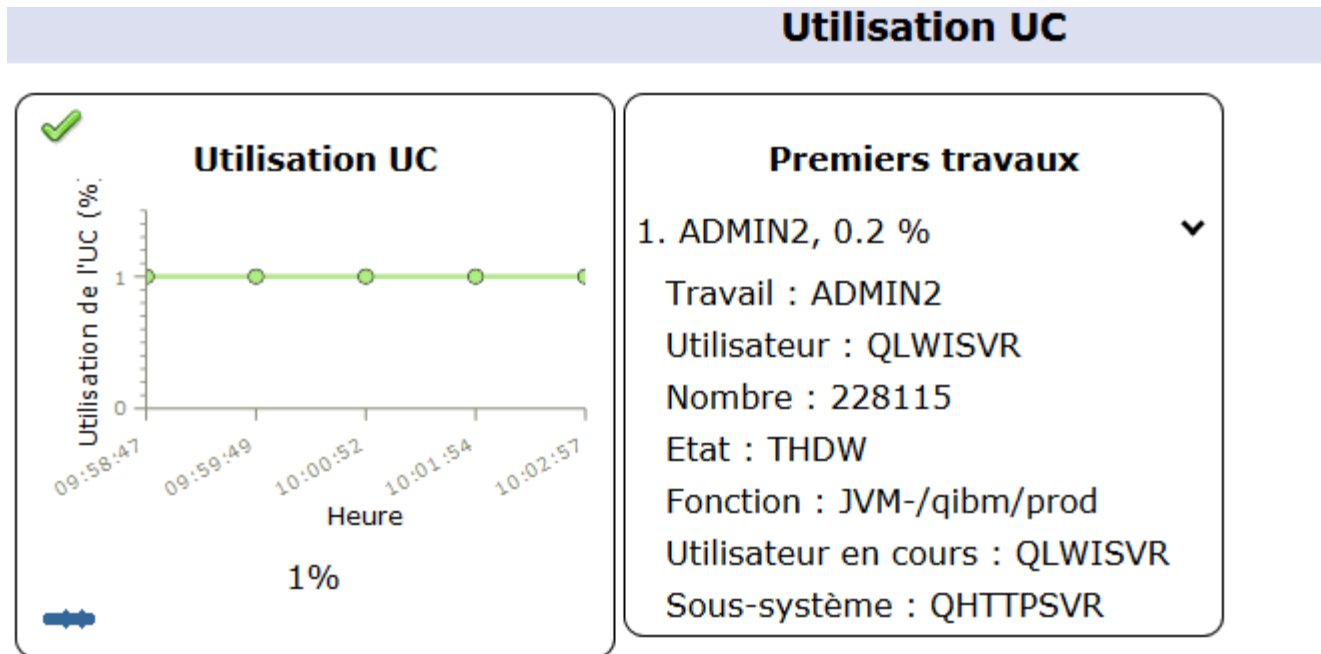 Utilisation UC
Utilisation UC
Utilisation de l'UC (%)
1
0
09:58:47
09:59:49
10:00:52
10:01:54
10:02:57
Heure
1%
Premiers travaux
1. ADMIN2, 0.2 %
Travail : ADMIN2
Utilisateur : QLWISVR
Nombre : 228115
Etat : THDW
Fonction : JVM-/qibm/prod
Utilisateur en cours : QLWISVR
Sous-système : QHTTPSVR